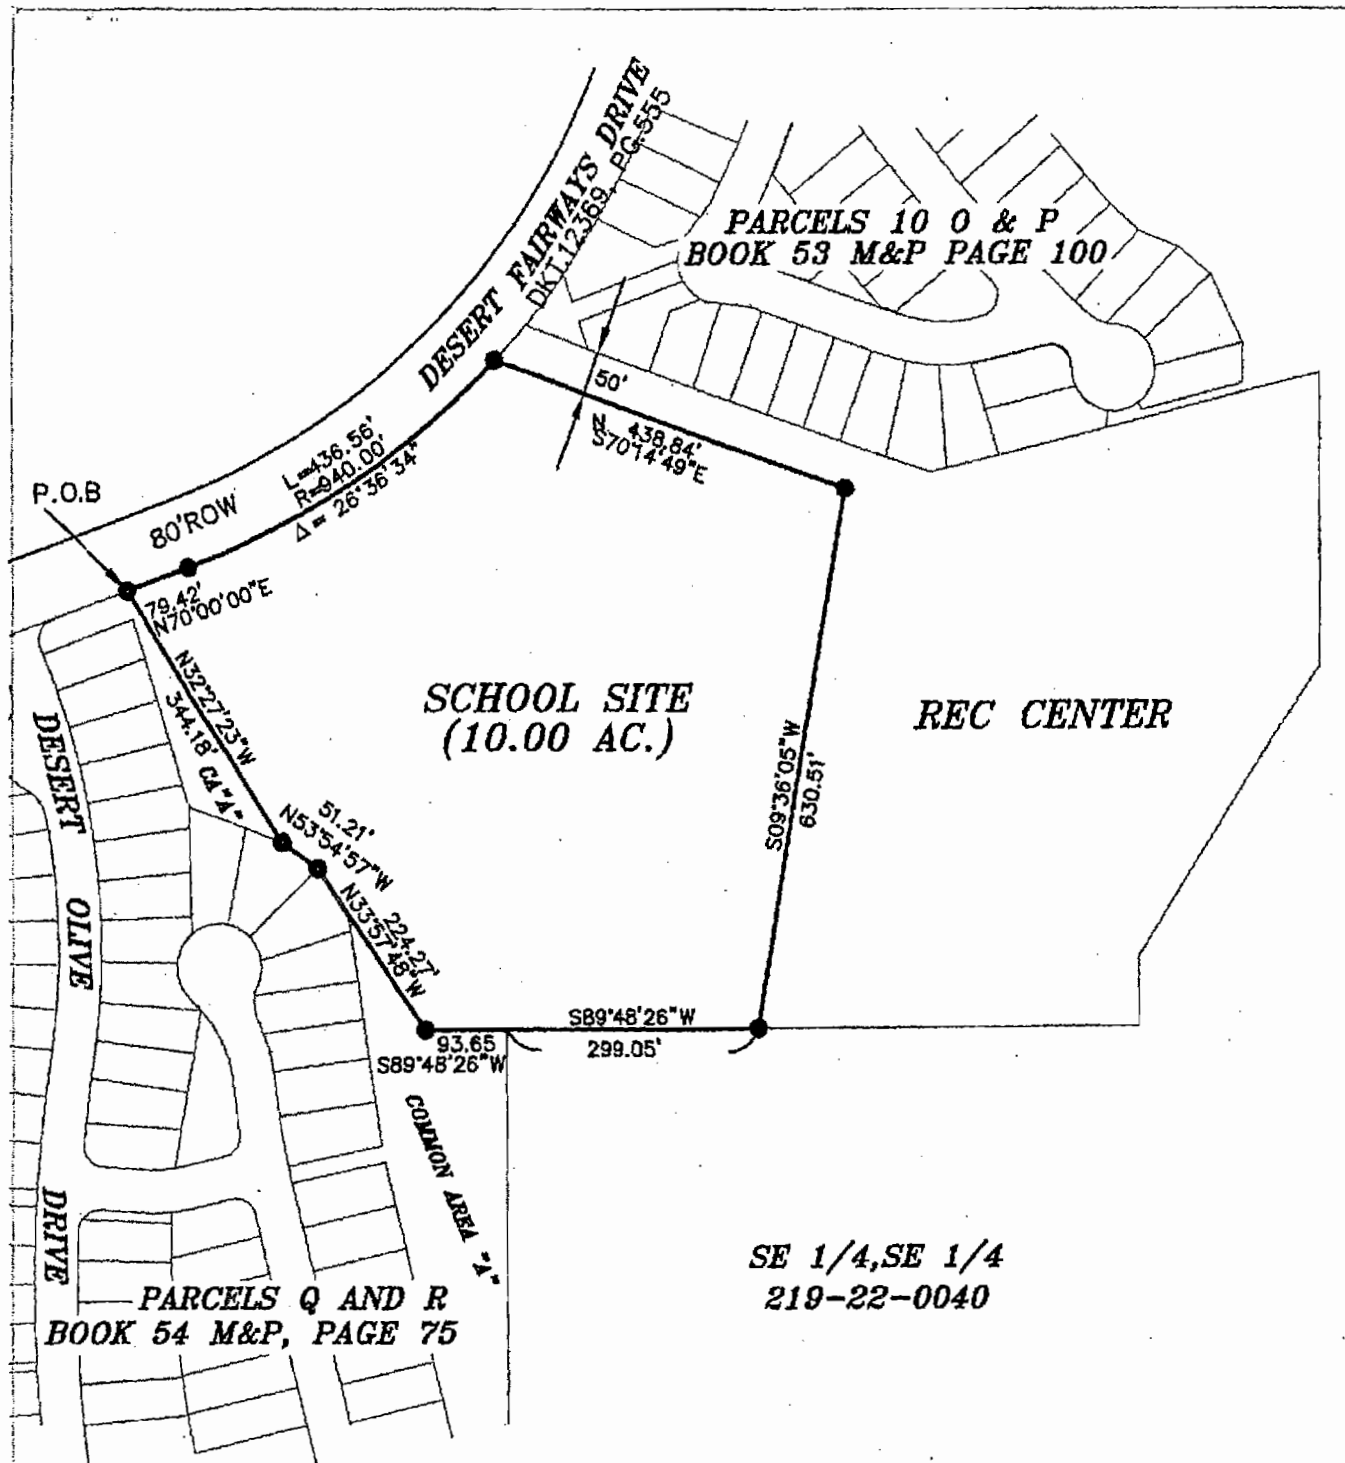 DESERT FAIRWAYS DRIVE
DKT.12369, PG.555
PARCELS 10 O & P
BOOK 53 M&P PAGE 100
50'
N 438.84'
S70°14'49"E
L=436.56'
R=940.00'
Δ= 26°36'34"
P.O.B
80'ROW
79.42'
N70°00'00"E
N32°27'23"W
344.18'
CA"A"
SCHOOL SITE
(10.00 AC.)
REC CENTER
S09°36'05"W
630.51'
51.21'
N53°54'57"W
224.27'
N33°57'48"W
S89°48'26"W
299.05'
93.65
S89°48'26"W
DESERT OLIVE DRIVE
COMMON AREA "A"
SE 1/4,SE 1/4
219-22-0040
PARCELS Q AND R
BOOK 54 M&P, PAGE 75